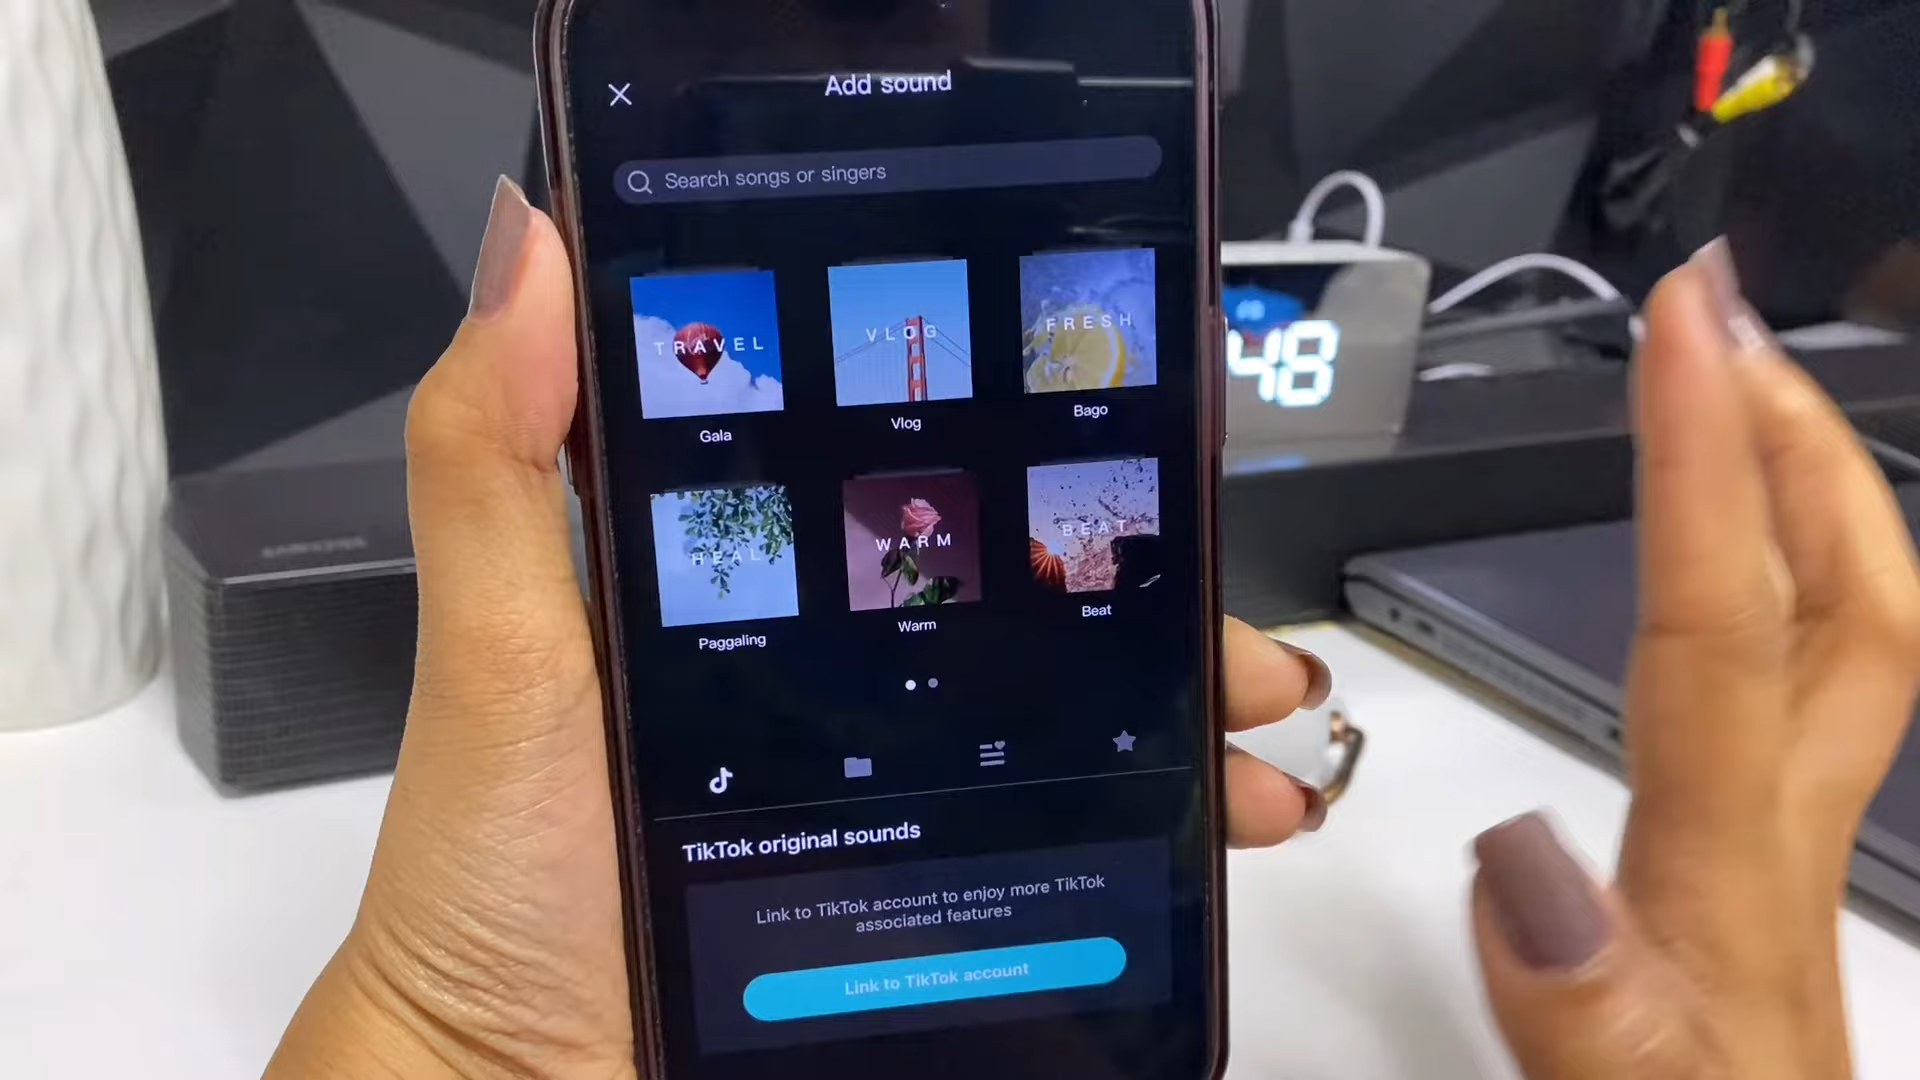 Add sound
Search songs or singers
TRAVEL
VLOG
FRESH
Gala
Vlog
Bago
HEAL
WARM
BEAT
Paggaling
Warm
Beat
TikTok original sounds
Link to TikTok account to enjoy more TikTok
associated features
Link to TikTok account
48
SAMSUNG